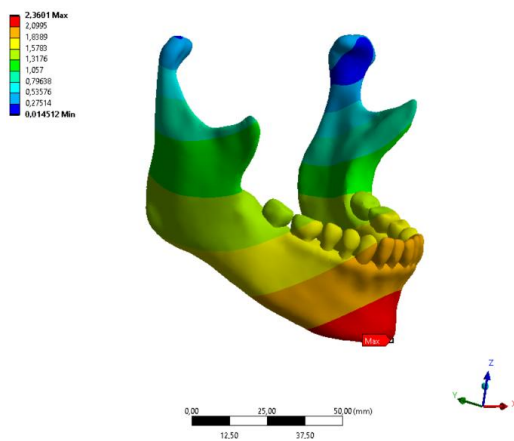 2,3601 Max
2,0995
1,8389
1,5783
1,3176
1,057
0,79638
0,53576
0,27514
0,014512 Min
Max
Z
Y
X
0,00 25,00 50,00 (mm)
12,50 37,50